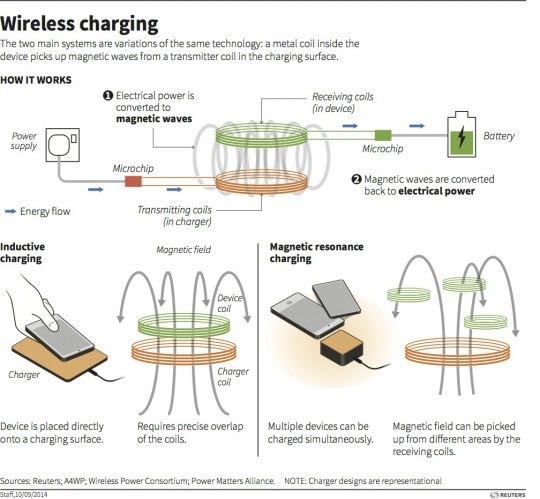 Wireless charging
The two main systems are variations of the same technology: a metal coil inside the
device picks up magnetic waves from a transmitter coil in the charging surface.
HOW IT WORKS
1 Electrical power is
converted to
magnetic waves
Receiving coils
(in device)
Power
supply
Microchip
Battery
Microchip
2 Magnetic waves are converted
back to electrical power
Energy flow
Transmitting coils
(in charger)
Inductive
charging
Magnetic field
Device
coil
Charger
Charger
coil
Device is placed directly
onto a charging surface.
Requires precise overlap
of the coils.
Magnetic resonance
charging
Multiple devices can be
charged simultaneously.
Magnetic field can be picked
up from different areas by the
receiving coils.
Sources: Reuters; A4WP; Wireless Power Consortium; Power Matters Alliance. NOTE: Charger designs are representational
Staff,10/09/2014
REUTERS